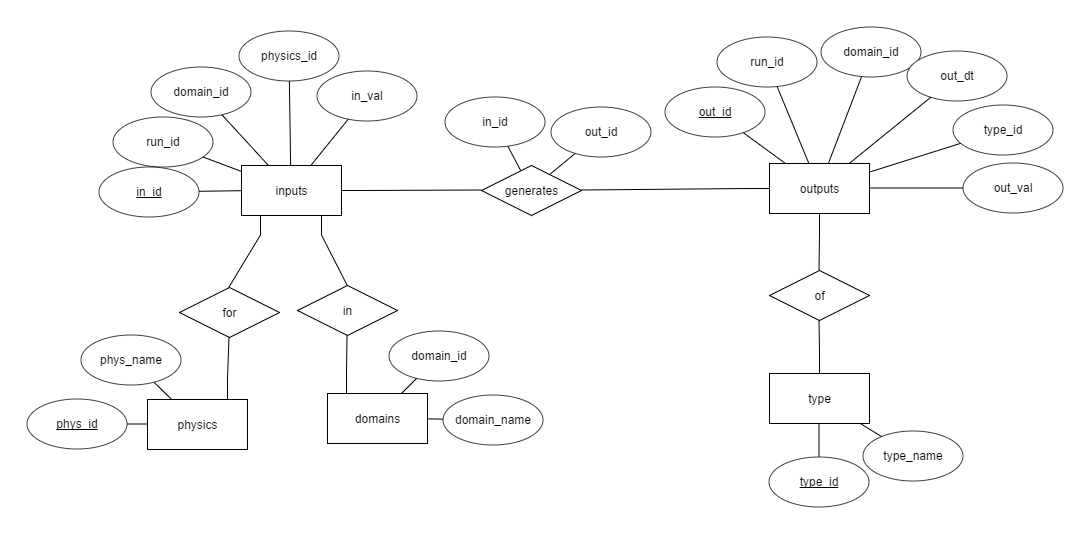 physics_id
domain_id
in_val
run_id
in_id
inputs
in_id
out_id
generates
run_id
domain_id
out_dt
out_id
type_id
out_val
outputs
for
in
of
phys_name
phys_id
physics
domain_id
domains
domain_name
type
type_name
type_id